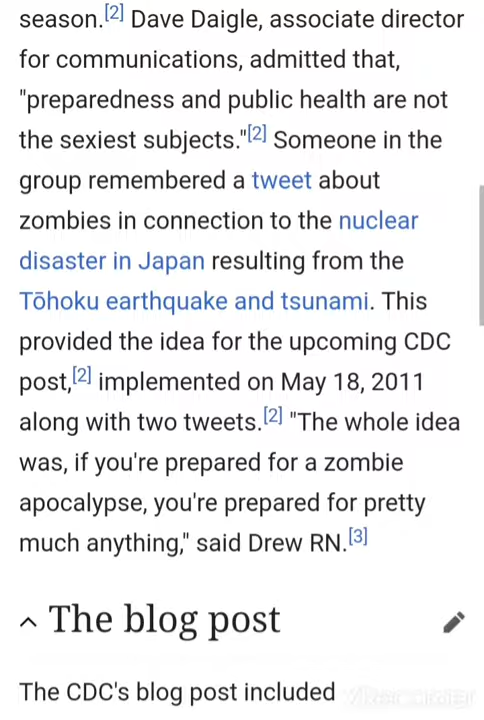 season.[2] Dave Daigle, associate director
for communications, admitted that,
"preparedness and public health are not
the sexiest subjects."[2] Someone in the
group remembered a tweet about
zombies in connection to the nuclear
disaster in Japan resulting from the
Tōhoku earthquake and tsunami. This
provided the idea for the upcoming CDC
post,[2] implemented on May 18, 2011
along with two tweets.[2] "The whole idea
was, if you're prepared for a zombie
apocalypse, you're prepared for pretty
much anything," said Drew RN.[3]
The blog post
The CDC's blog post included